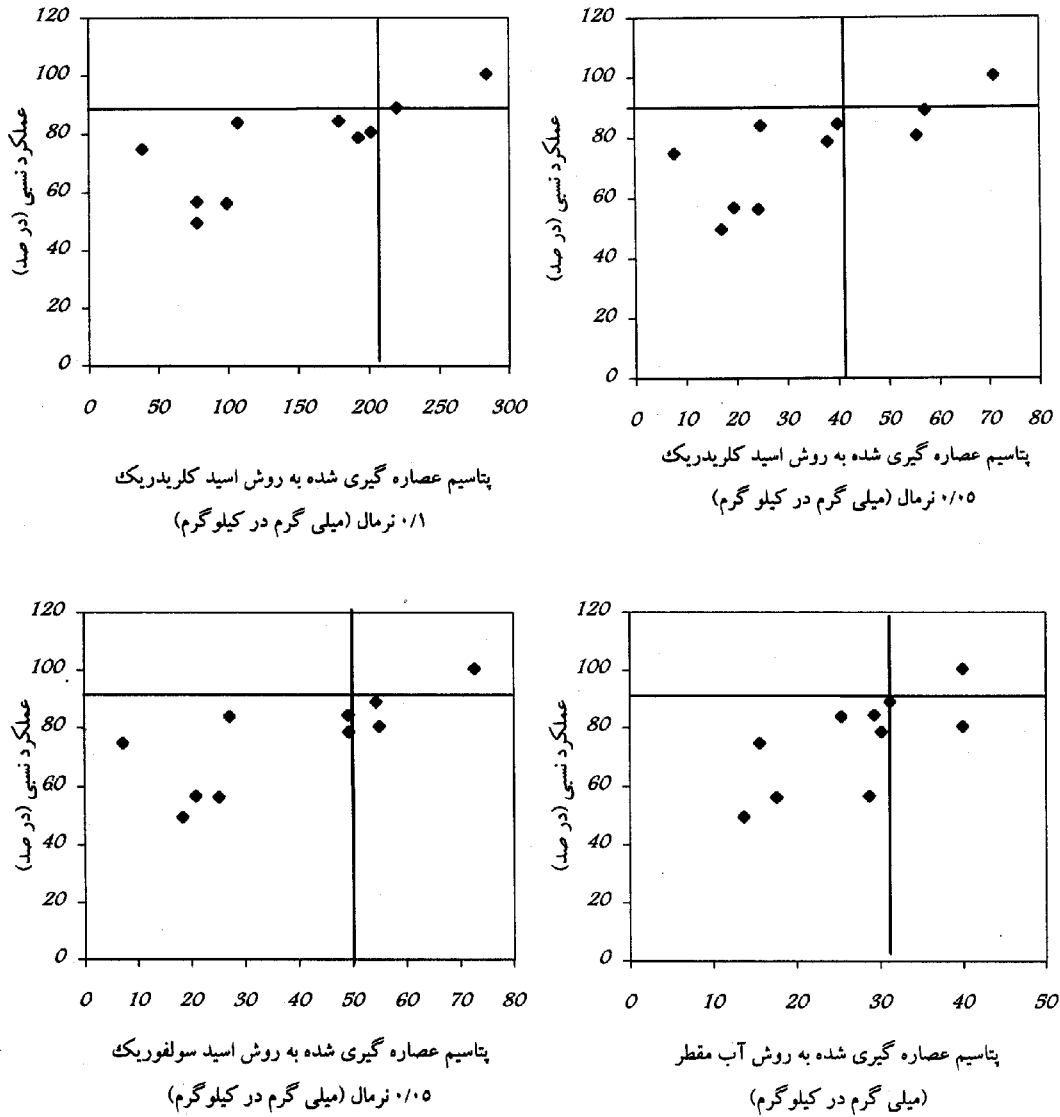 120
100
80
60
40
20
0
عملکرد نسبی (در صد)
0 50 100 150 200 250 300
پتاسیم عصاره گیری شده به روش اسید کلریدریک
۰/۱ نرمال (میلی گرم در کیلوگرم)
120
100
80
60
40
20
0
عملکرد نسبی (در صد)
0 10 20 30 40 50 60 70 80
پتاسیم عصاره گیری شده به روش اسید کلریدریک
۰/۰۵ نرمال (میلی گرم در کیلو گرم)
120
100
80
60
40
20
0
عملکرد نسبی (در صد)
0 10 20 30 40 50 60 70 80
پتاسیم عصاره گیری شده به روش اسید سولفوریک
۰/۰۵ نرمال (میلی گرم در کیلوگرم)
120
100
80
60
40
20
0
عملکرد نسبی (در صد)
0 10 20 30 40 50
پتاسیم عصاره گیری شده به روش آب مقطر
(میلی گرم در کیلوگرم)